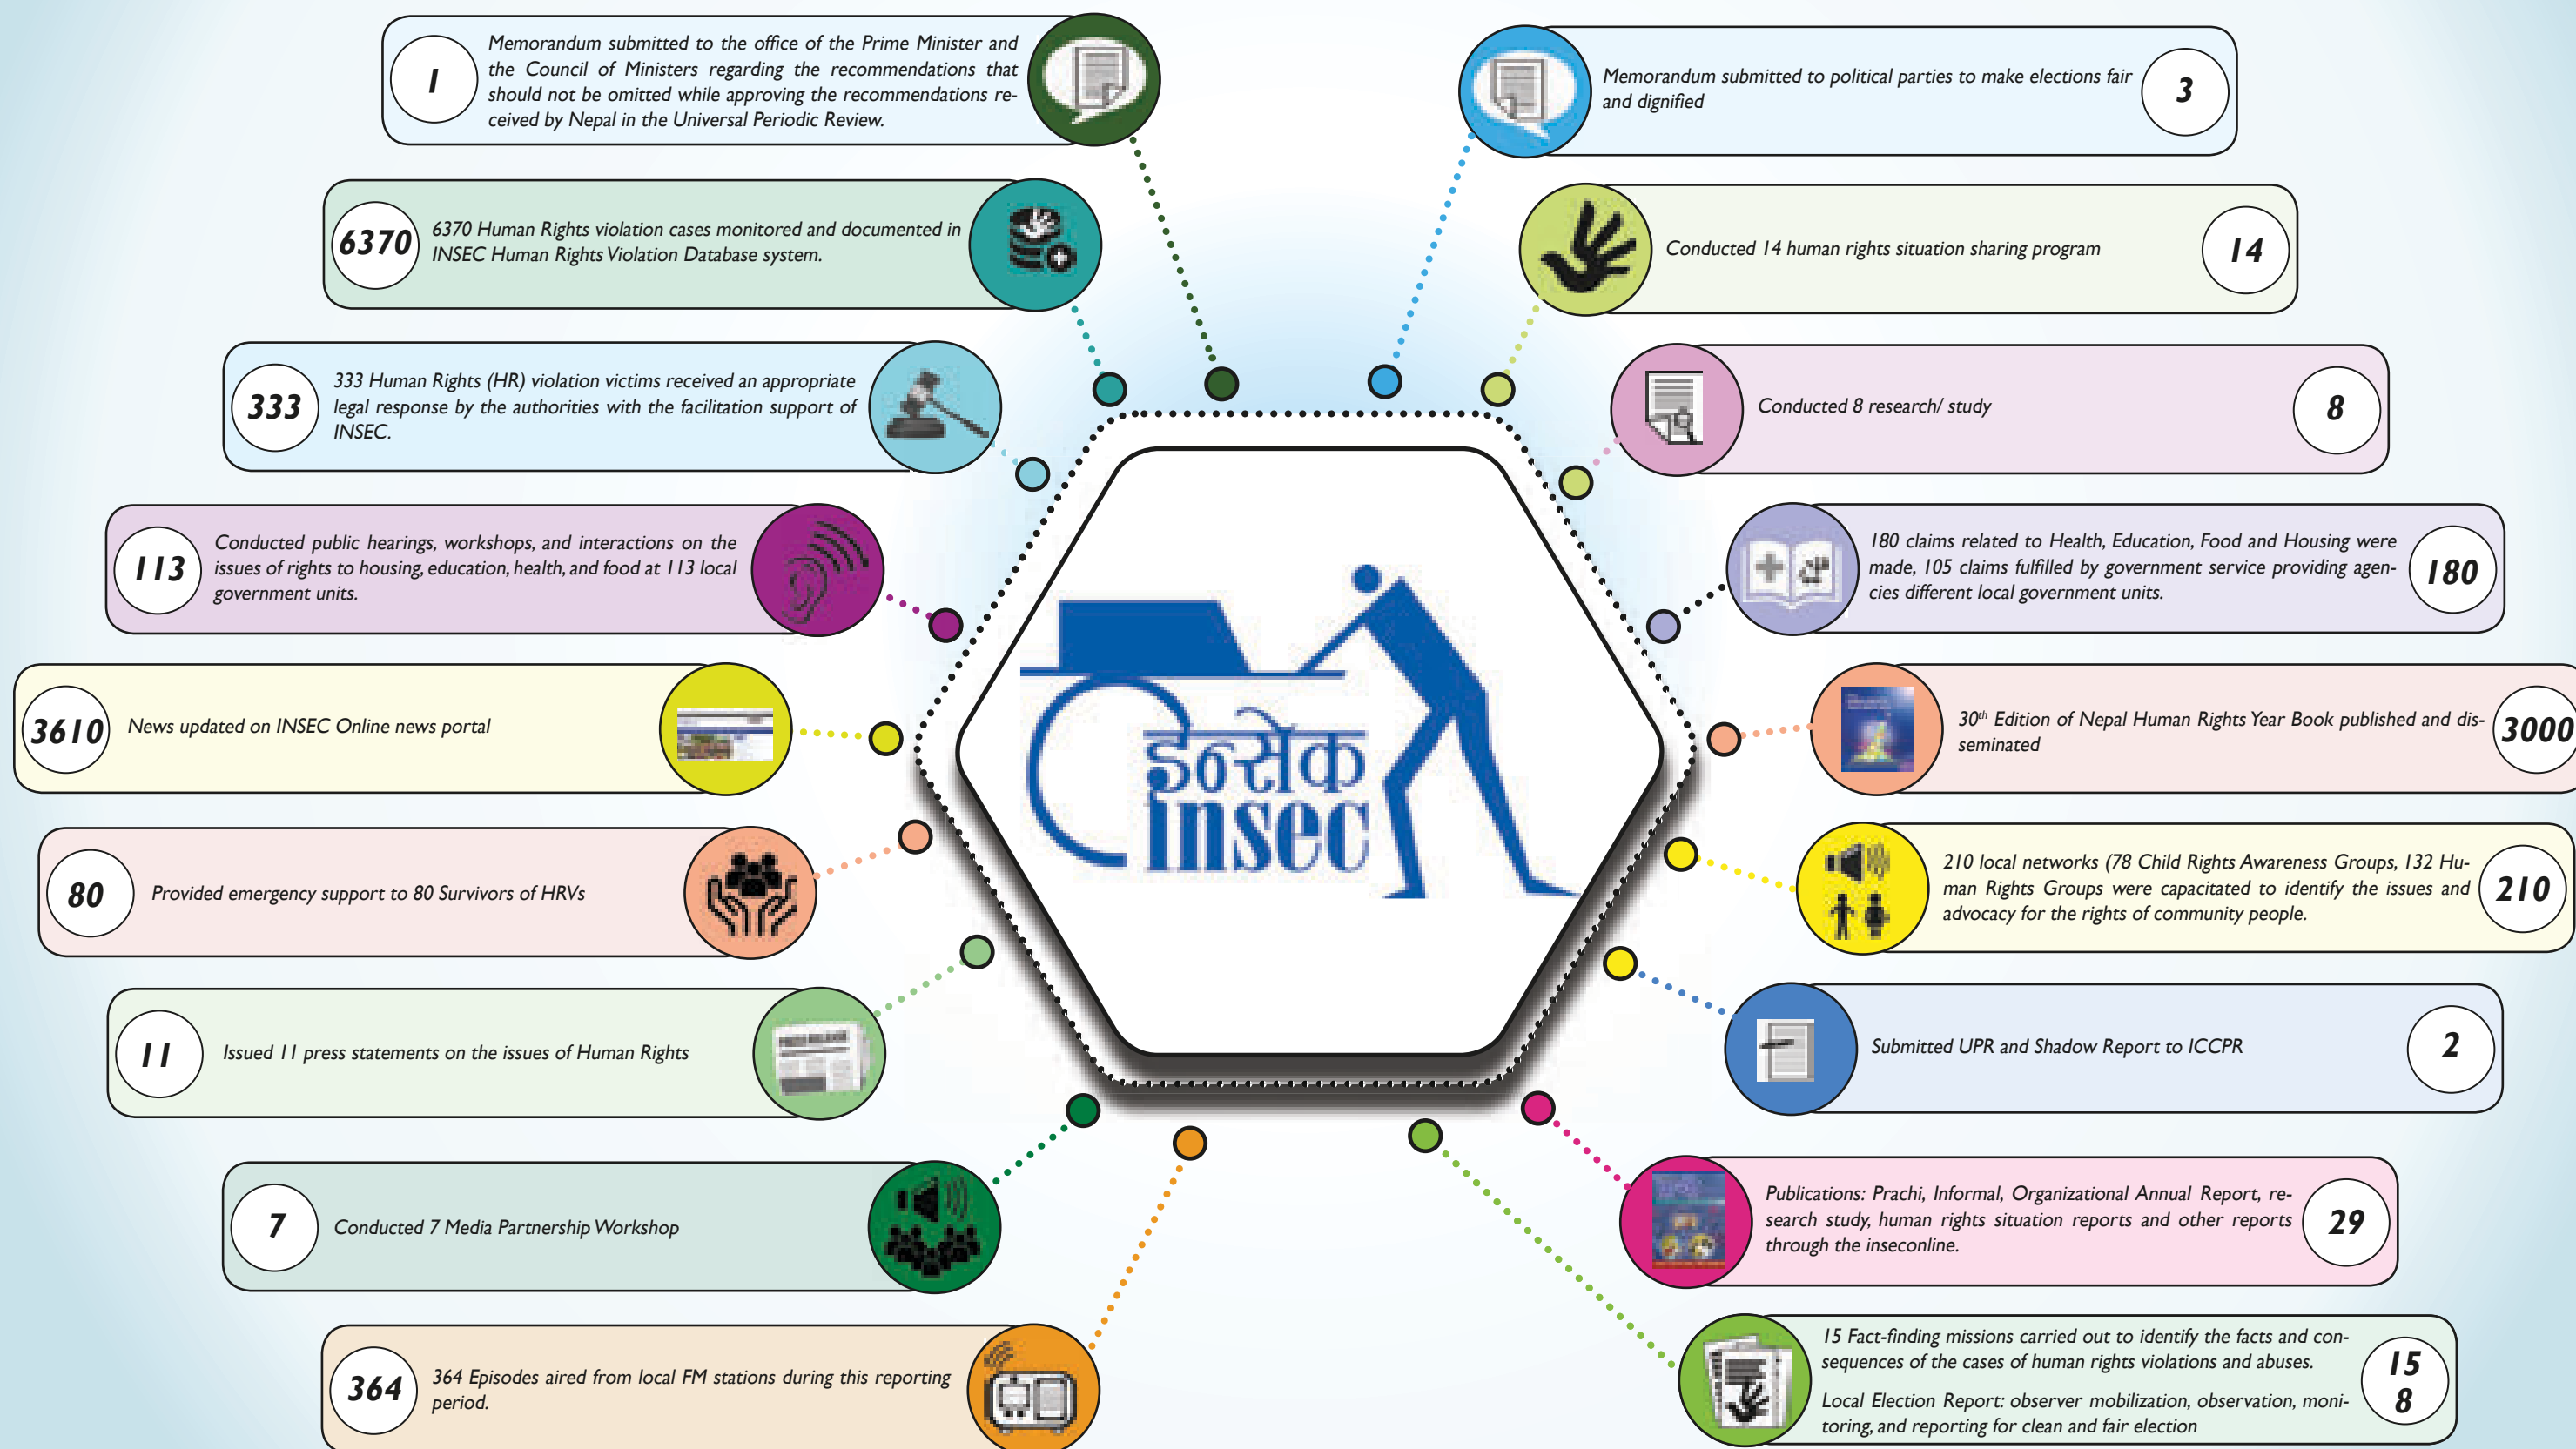 1
Memorandum submitted to the office of the Prime Minister and
the Council of Ministers regarding the recommendations that
should not be omitted while approving the recommendations re-
ceived by Nepal in the Universal Periodic Review.
6370
6370 Human Rights violation cases monitored and documented in
INSEC Human Rights Violation Database system.
333
333 Human Rights (HR) violation victims received an appropriate
legal response by the authorities with the facilitation support of
INSEC.
113
Conducted public hearings, workshops, and interactions on the
issues of rights to housing, education, health, and food at 113 local
government units.
3610
News updated on INSEC Online news portal
80
Provided emergency support to 80 Survivors of HRVs
11
Issued 11 press statements on the issues of Human Rights
7
Conducted 7 Media Partnership Workshop
364
364 Episodes aired from local FM stations during this reporting
period.
इन्सेक
insec
Memorandum submitted to political parties to make elections fair
and dignified
3
Conducted 14 human rights situation sharing program
14
Conducted 8 research/ study
8
180 claims related to Health, Education, Food and Housing were
made, 105 claims fulfilled by government service providing agen-
cies different local government units.
180
30th Edition of Nepal Human Rights Year Book published and dis-
seminated
3000
210 local networks (78 Child Rights Awareness Groups, 132 Hu-
man Rights Groups were capacitated to identify the issues and
advocacy for the rights of community people.
210
Submitted UPR and Shadow Report to ICCPR
2
Publications: Prachi, Informal, Organizational Annual Report, re-
search study, human rights situation reports and other reports
through the inseconline.
29
15 Fact-finding missions carried out to identify the facts and con-
sequences of the cases of human rights violations and abuses.
Local Election Report: observer mobilization, observation, moni-
toring, and reporting for clean and fair election
15
8